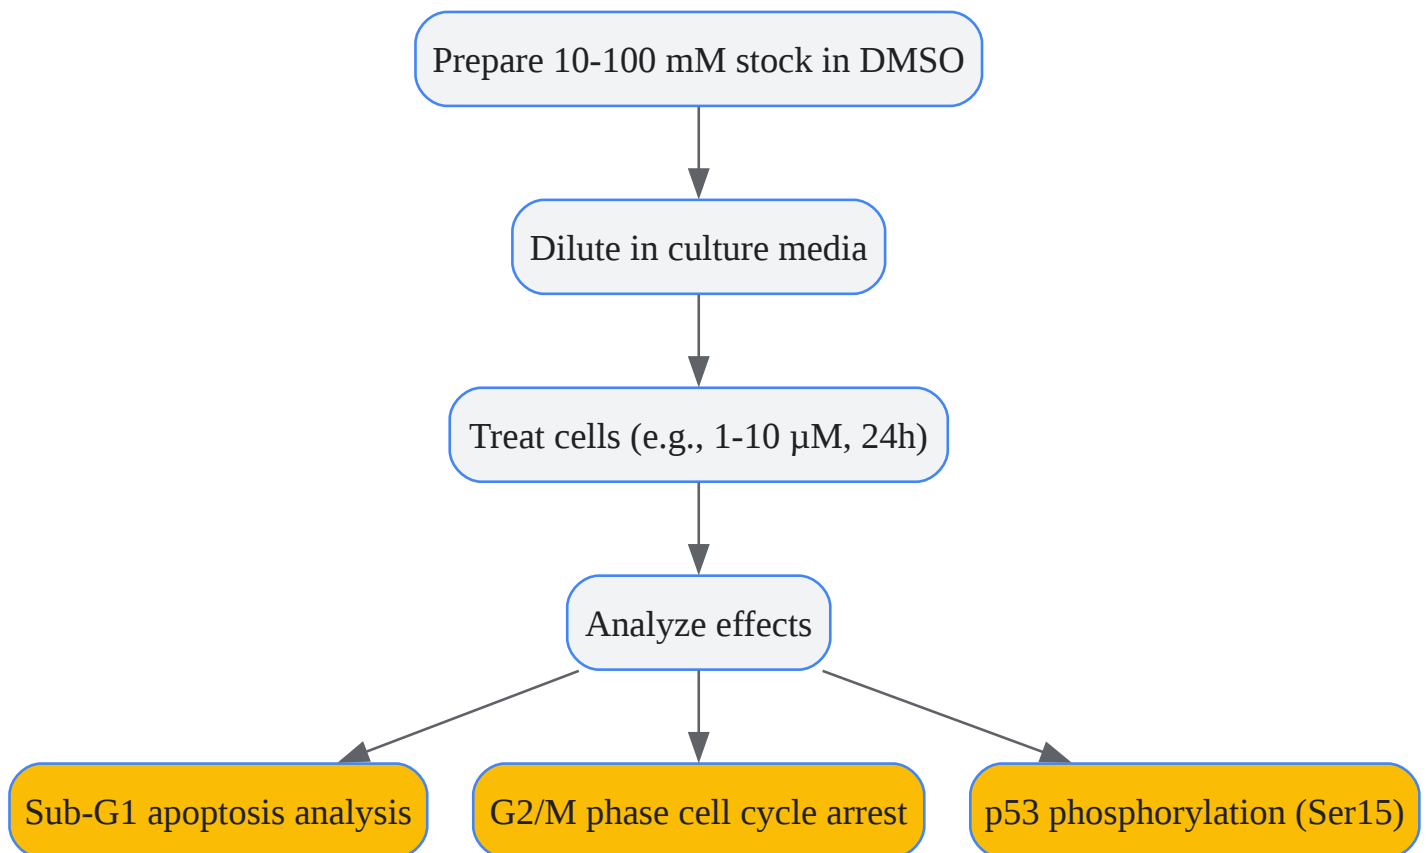 Prepare 10-100 mM stock in DMSO
Dilute in culture media
Treat cells (e.g., 1-10 µM, 24h)
Analyze effects
Sub-G1 apoptosis analysis
G2/M phase cell cycle arrest
p53 phosphorylation (Ser15)